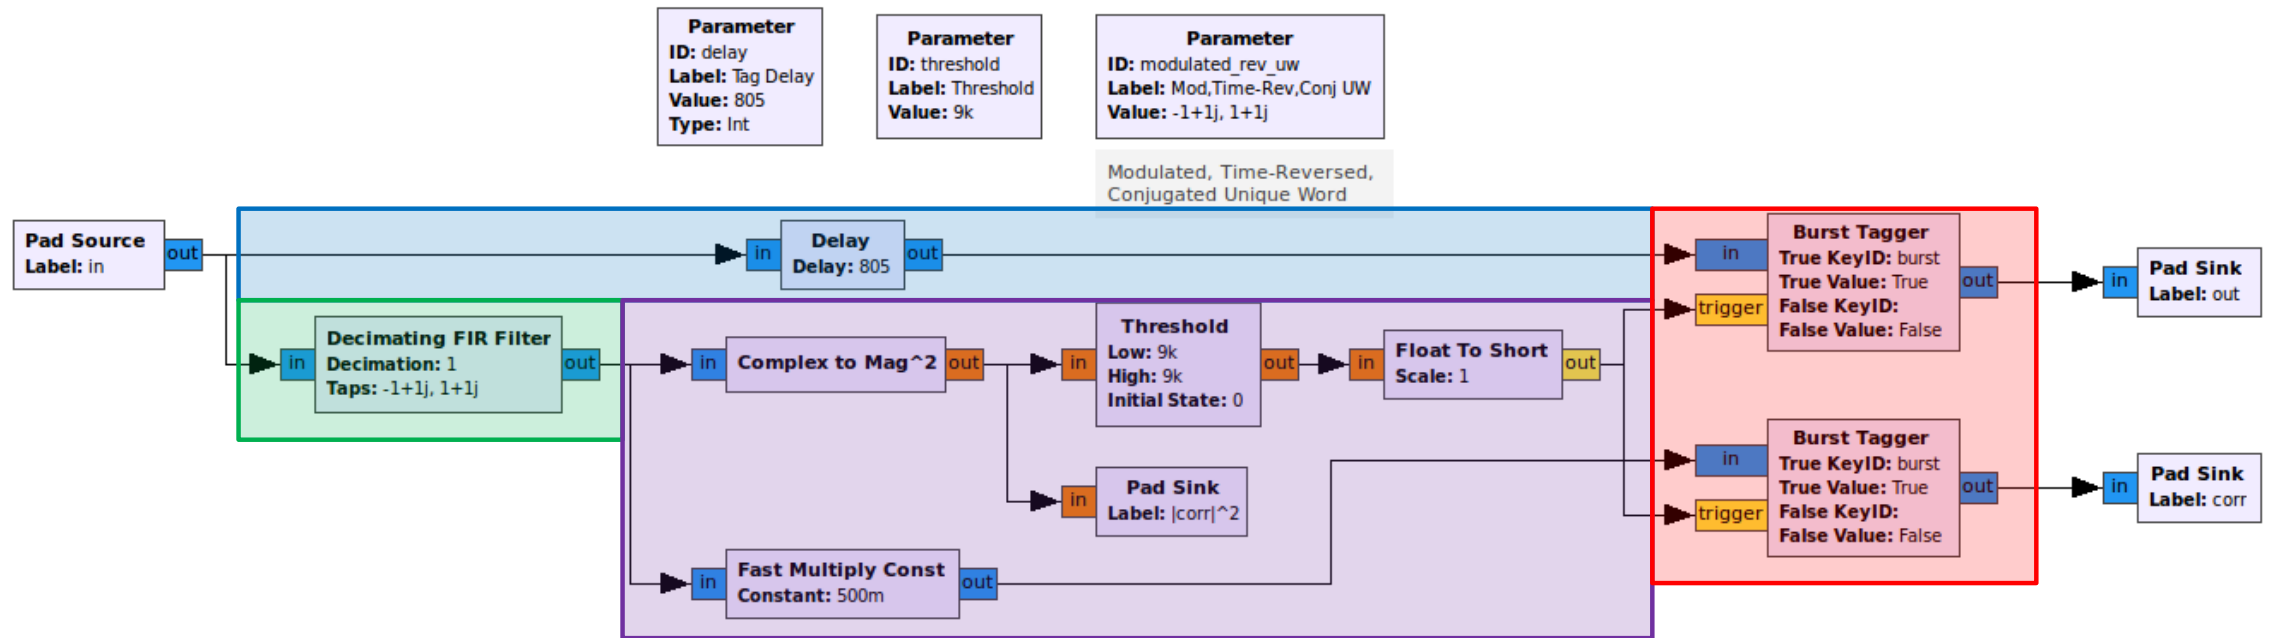 Parameter
ID: delay
Label: Tag Delay
Value: 805
Type: Int
Parameter
ID: threshold
Label: Threshold
Value: 9k
Parameter
ID: modulated_rev_uw
Label: Mod,Time-Rev,Conj UW
Value: -1+1j, 1+1j
Modulated, Time-Reversed,
Conjugated Unique Word
Pad Source
Label: in
out
in
Delay
Delay: 805
out
in
trigger
Burst Tagger
True KeyID: burst
True Value: True
False KeyID:
False Value: False
out
in
Pad Sink
Label: out
in
Decimating FIR Filter
Decimation: 1
Taps: -1+1j, 1+1j
out
in
Complex to Mag^2
out
in
Threshold
Low: 9k
High: 9k
Initial State: 0
out
in
Float To Short
Scale: 1
out
in
Pad Sink
Label: |corr|^2
in
trigger
Burst Tagger
True KeyID: burst
True Value: True
False KeyID:
False Value: False
out
in
Pad Sink
Label: corr
in
Fast Multiply Const
Constant: 500m
out